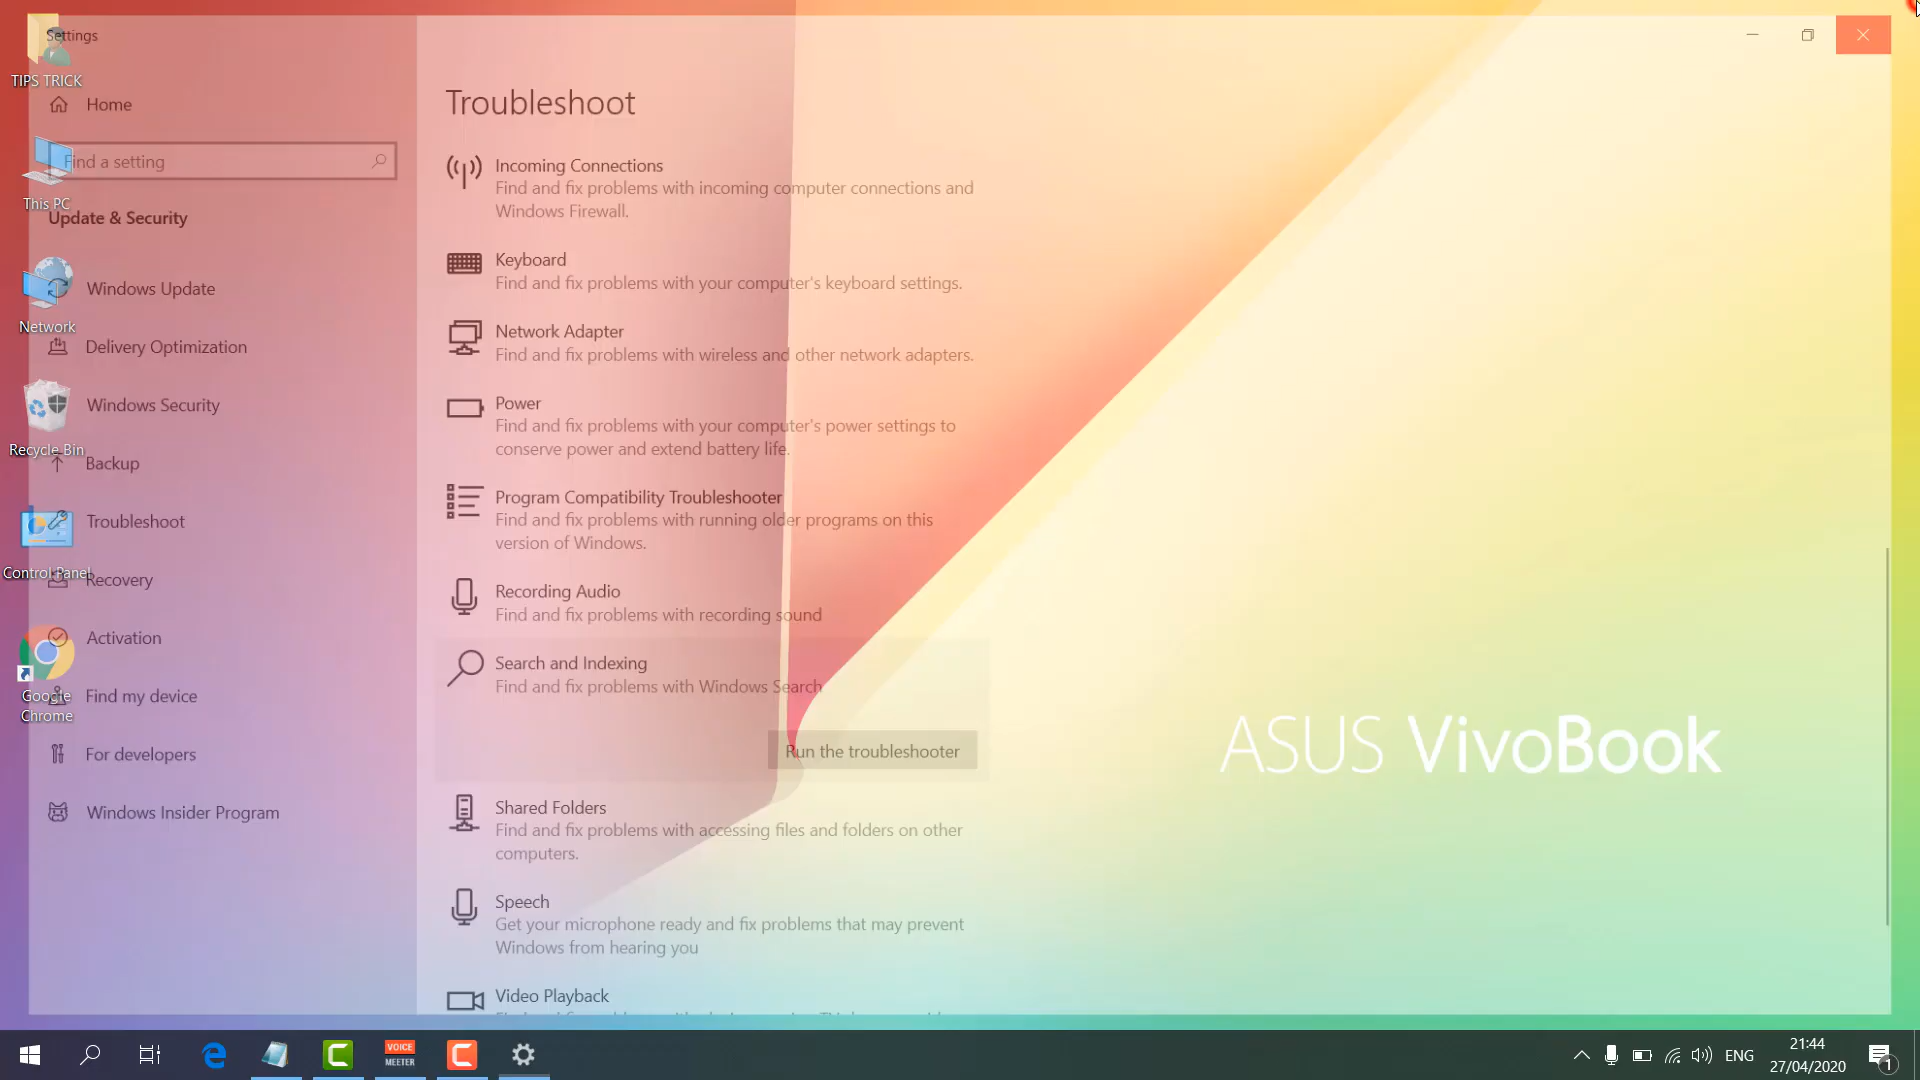 Settings
TIPS TRICK
Home
Find a setting
This PC
Update & Security
Windows Update
Network
Delivery Optimization
Windows Security
Recycle Bin
Backup
Troubleshoot
Control Panel
Recovery
Activation
Google
Chrome
Find my device
For developers
Windows Insider Program
Troubleshoot
Incoming Connections
Find and fix problems with incoming computer connections and
Windows Firewall.
Keyboard
Find and fix problems with your computer's keyboard settings.
Network Adapter
Find and fix problems with wireless and other network adapters.
Power
Find and fix problems with your computer's power settings to
conserve power and extend battery life.
Program Compatibility Troubleshooter
Find and fix problems with running older programs on this
version of Windows.
Recording Audio
Find and fix problems with recording sound
Search and Indexing
Find and fix problems with Windows Search
Run the troubleshooter
Shared Folders
Find and fix problems with accessing files and folders on other
computers.
Speech
Get your microphone ready and fix problems that may prevent
Windows from hearing you
Video Playback
ASUS VivoBook
VOICE
MEETER
ENG
21:44
27/04/2020
1